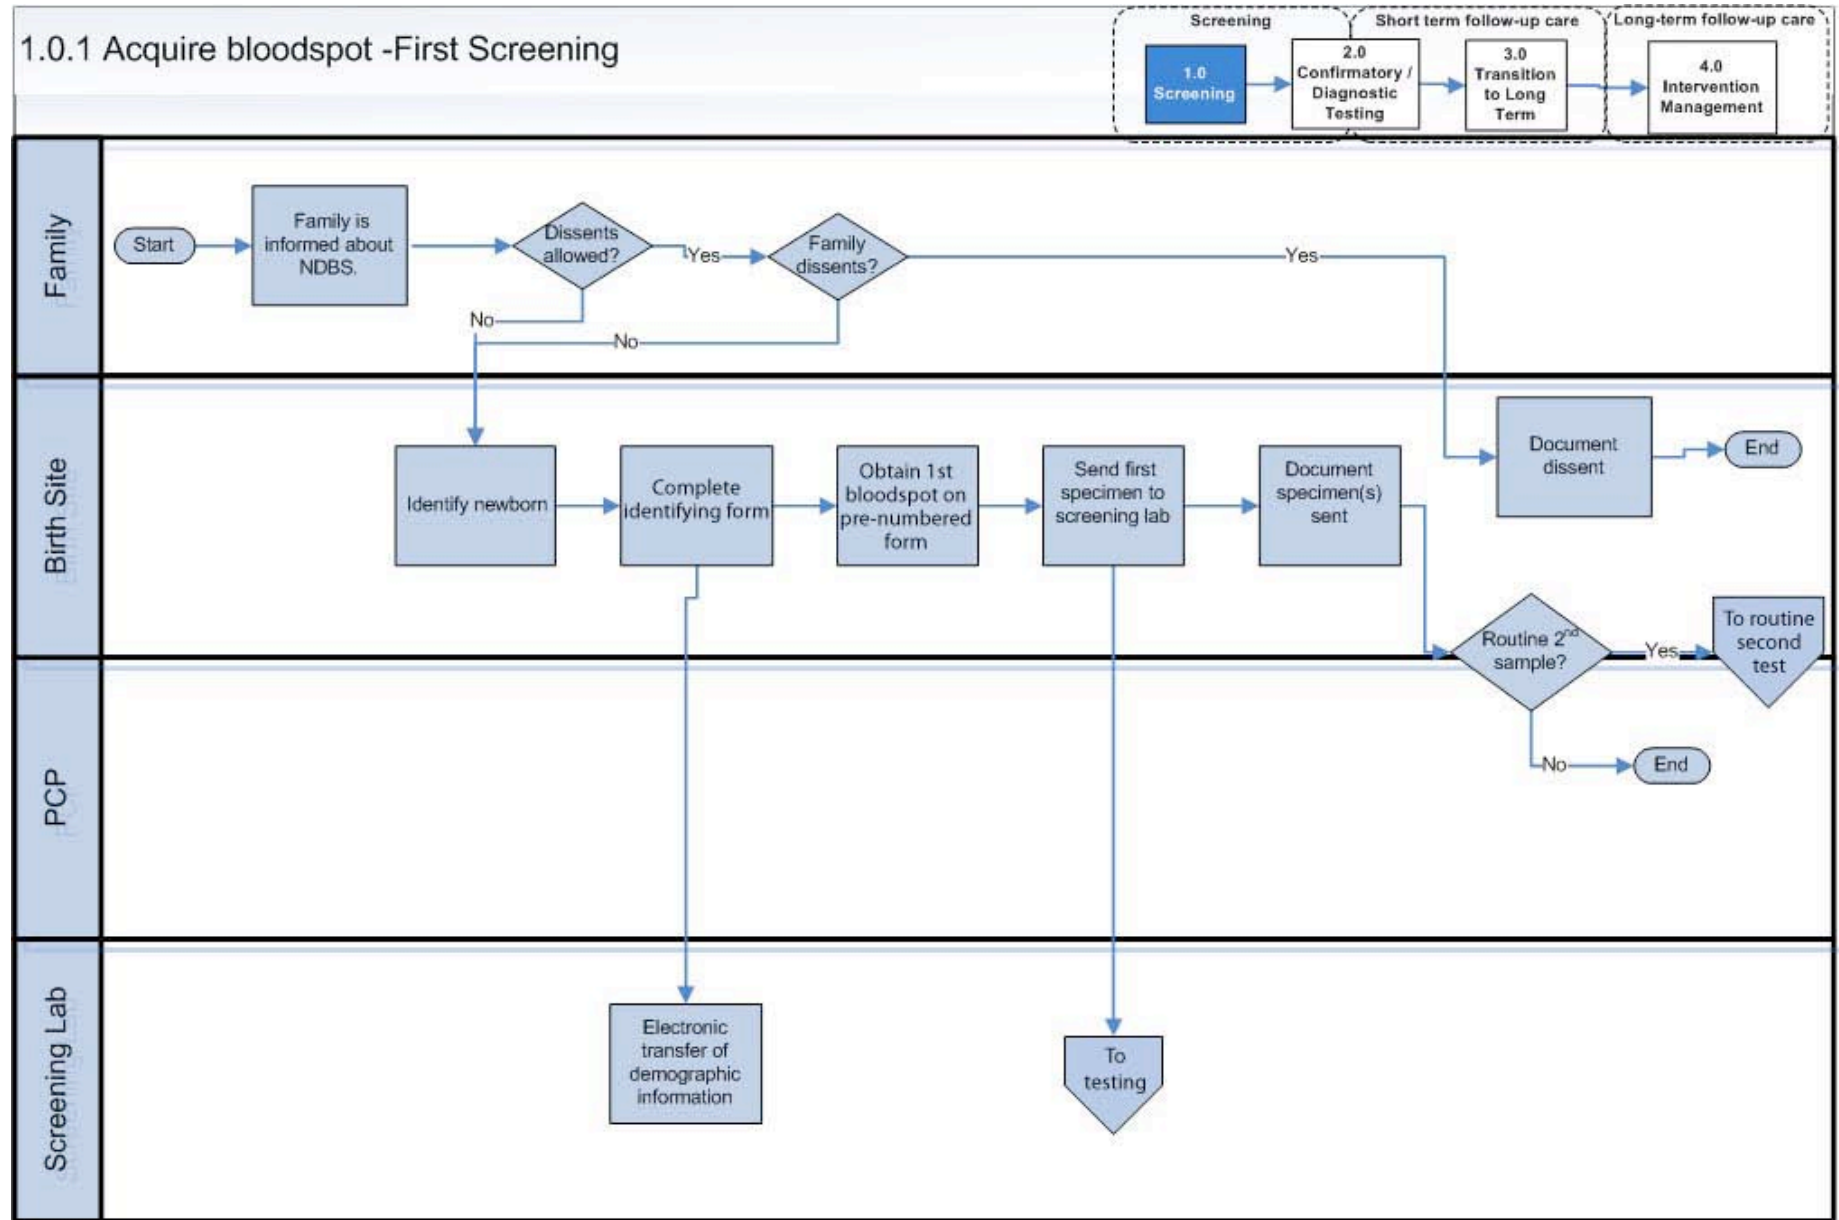 1.0.1 Acquire bloodspot -First Screening
Screening
Short term follow-up care
Long-term follow-up care
1.0
Screening
2.0
Confirmatory /
Diagnostic
Testing
3.0
Transition
to Long
Term
4.0
Intervention
Management
Family
Start
Family is
informed about
NDBS.
Dissents
allowed?
Yes
Family
dissents?
Yes
No
No
Birth Site
Identify newborn
Complete
identifying form
Obtain 1st
bloodspot on
pre-numbered
form
Send first
specimen to
screening lab
Document
specimen(s)
sent
Document
dissent
End
Routine 2nd
sample?
Yes
To routine
second
test
PCP
No
End
Screening Lab
Electronic
transfer of
demographic
information
To
testing